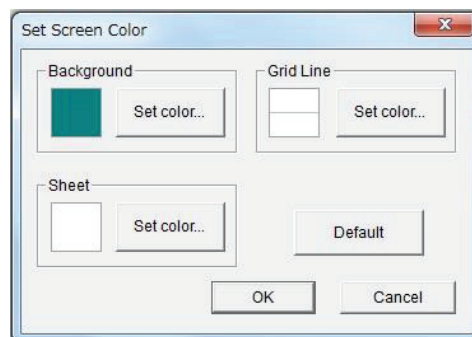 Set Screen Color
Background
Grid Line
Set color...
Set color...
Sheet
Set color...
Default
OK
Cancel